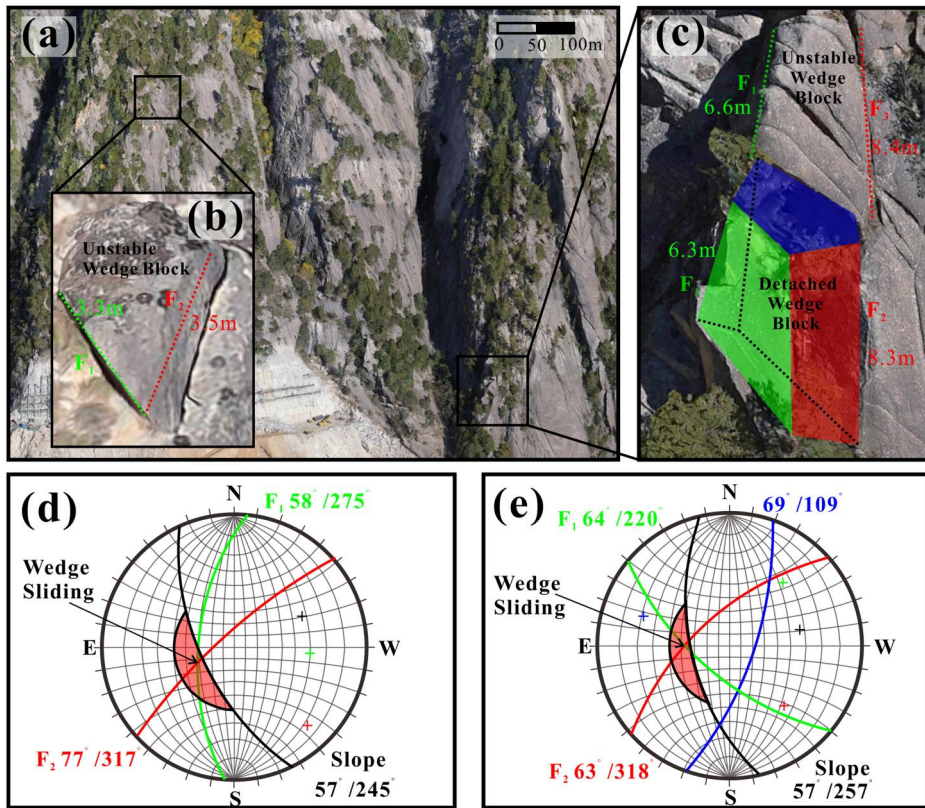 (a)
0 50 100m
(b)
Unstable
Wedge Block
3.5m
F1
F2
3.5m
(c)
Unstable
Wedge
Block
F1
6.6m
F3
8.4m
6.3m
F1
Detached
Wedge
Block
F2
8.3m
(d)
N
F1 58°/275°
Wedge
Sliding
E
W
F2 77°/317°
S
Slope
57°/245°
(e)
N
F1 64°/220°
69°/109°
Wedge
Sliding
E
W
F2 63°/318°
S
Slope
57°/257°